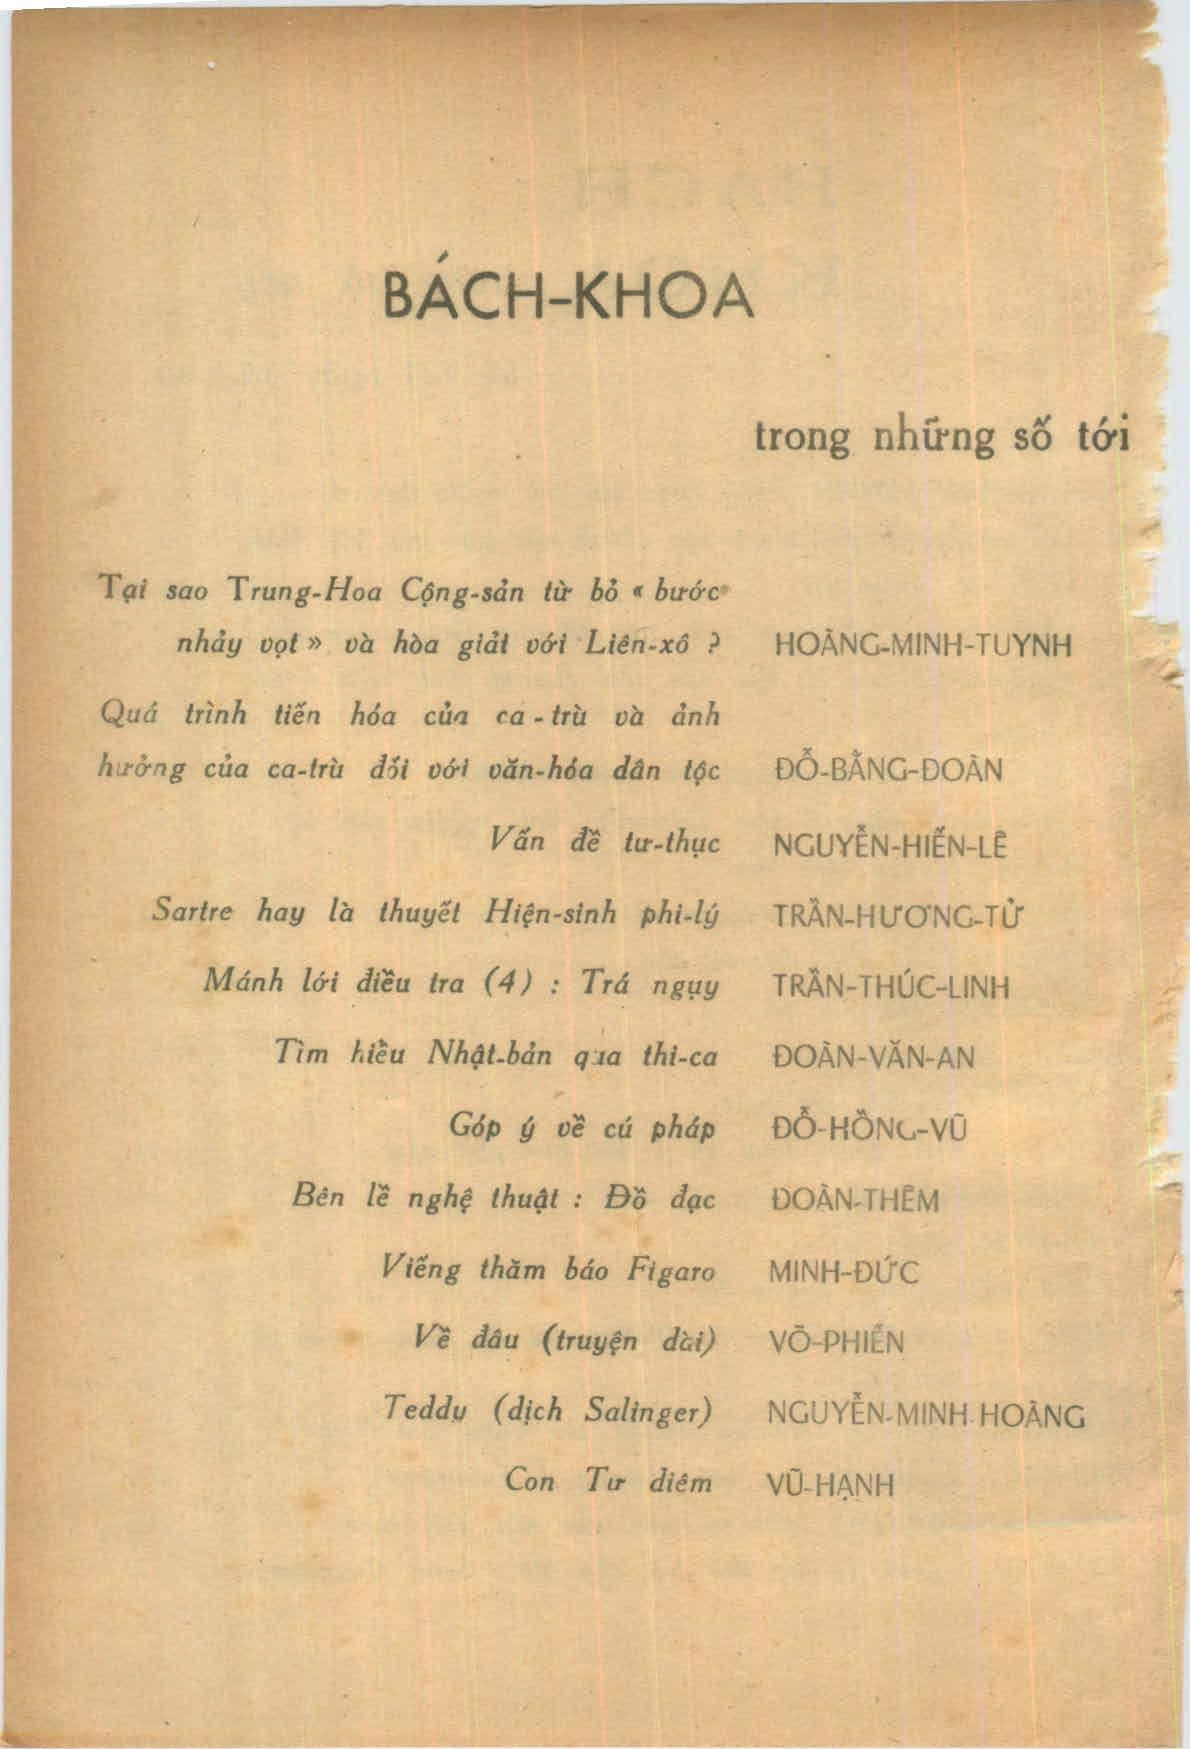 BÁCH-KHOA
trong những số tới
Tại sao Trung-Hoa Cộng-sản từ bỏ « bước
nhảy vọt » và hòa giải với Liên-xô ? HOÀNG-MINH-TUYNH
Quá trình tiến hóa của ca-trù và ảnh
hưởng của ca-trù đối với văn-hóa dân tộc ĐỖ-BẰNG-ĐOÀN
Vấn đề tư-thục NGUYỄN-HIẾN-LÊ
Sartre hay là thuyết Hiện-sinh phi-lý TRẦN-HƯƠNG-TỬ
Mánh lới điều tra (4) : Trá ngụy TRẦN-THÚC-LINH
Tìm hiểu Nhật-bản qua thi-ca ĐOÀN-VĂN-AN
Góp ý về cú pháp ĐỖ-HỒNG-VŨ
Bên lề nghệ thuật : Đồ đạc ĐOÀN-THÊM
Viếng thăm báo Figaro MINH-ĐỨC
Về đâu (truyện dài) VÕ-PHIẾN
Teddy (dịch Salinger) NGUYỄN-MINH-HOÀNG
Con Tư diêm VŨ-HẠNH